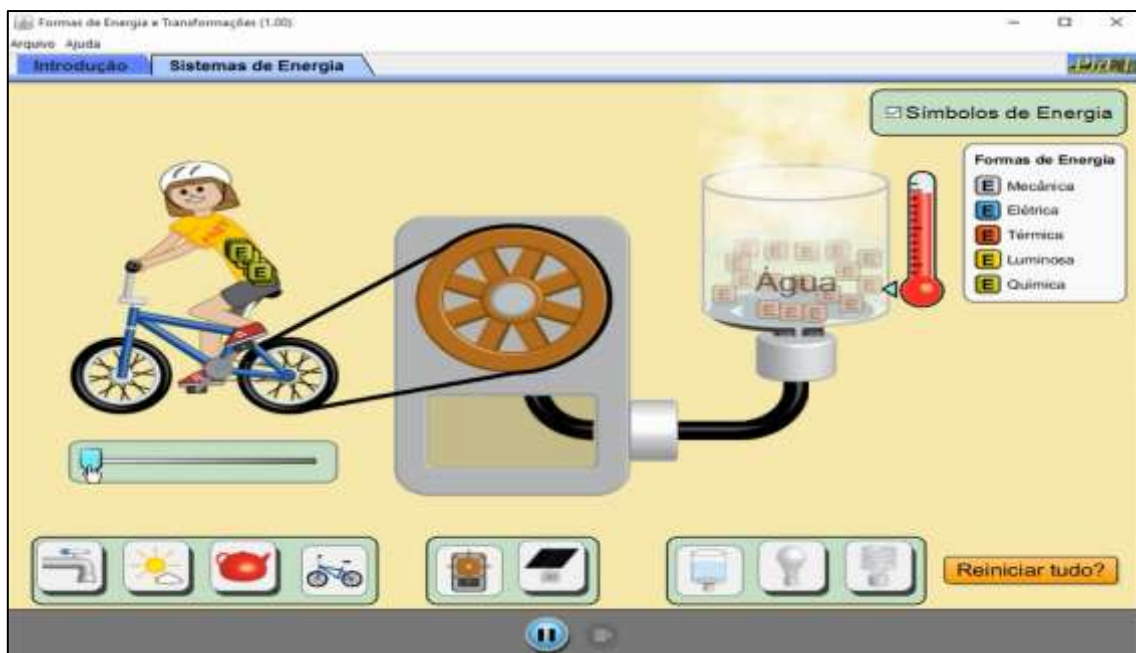 Formas de Energia e Transformações (1.00)
Arquivo Ajuda
Introdução
Sistemas de Energia
Símbolos de Energia
Formas de Energia
E Mecânica
E Elétrica
E Térmica
E Luminosa
E Química
E
E
E
Água
Reiniciar tudo?